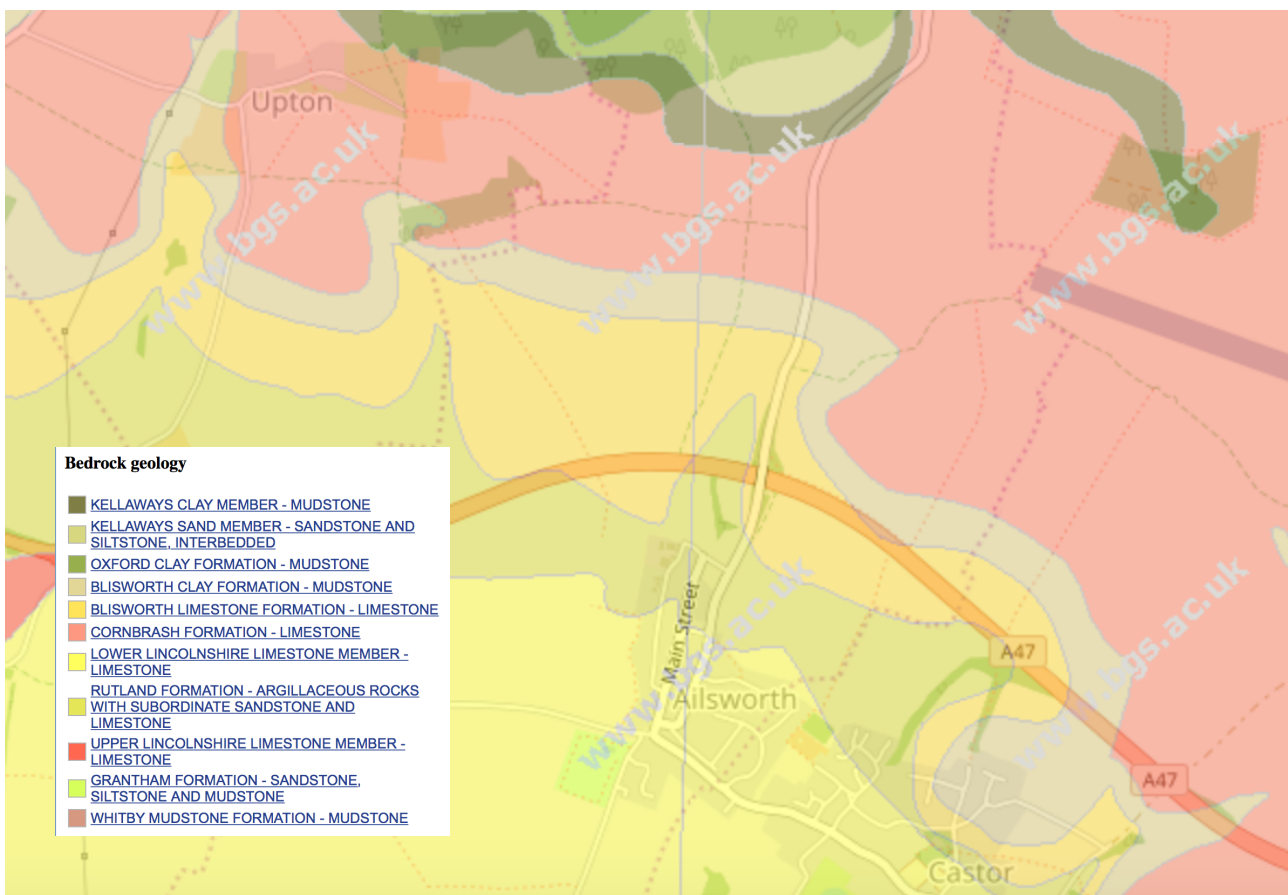 Upton
www.bgs.ac.uk
www.bgs.ac.uk
www.bgs.ac.uk
Bedrock geology
KELLAWAYS CLAY MEMBER - MUDSTONE
KELLAWAYS SAND MEMBER - SANDSTONE AND
SILTSTONE, INTERBEDDED
OXFORD CLAY FORMATION - MUDSTONE
BLISWORTH CLAY FORMATION - MUDSTONE
BLISWORTH LIMESTONE FORMATION - LIMESTONE
CORNBRASH FORMATION - LIMESTONE
LOWER LINCOLNSHIRE LIMESTONE MEMBER -
LIMESTONE
RUTLAND FORMATION - ARGILLACEOUS ROCKS
WITH SUBORDINATE SANDSTONE AND
LIMESTONE
UPPER LINCOLNSHIRE LIMESTONE MEMBER -
LIMESTONE
GRANTHAM FORMATION - SANDSTONE,
SILTSTONE AND MUDSTONE
WHITBY MUDSTONE FORMATION - MUDSTONE
Main Street
A47
www.bgs.ac.uk
www.bgs.ac.uk
Ailsworth
A47
Castor